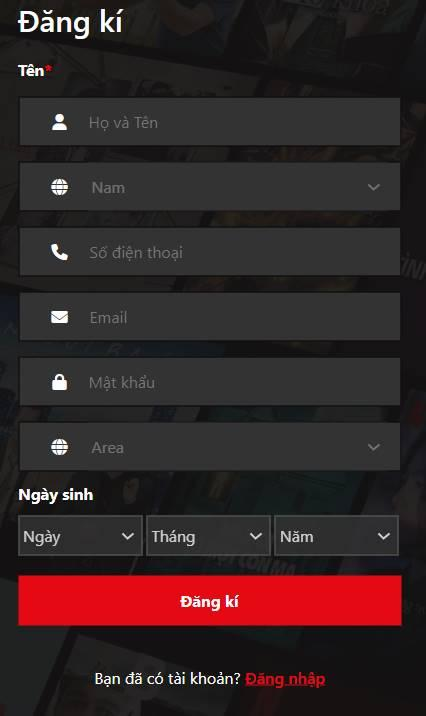 Đăng kí
Tên*
Họ và Tên
Nam
Số điện thoại
Email
Mật khẩu
Area
Ngày sinh
Ngày Tháng Năm
Đăng kí
Bạn đã có tài khoản? Đăng nhập